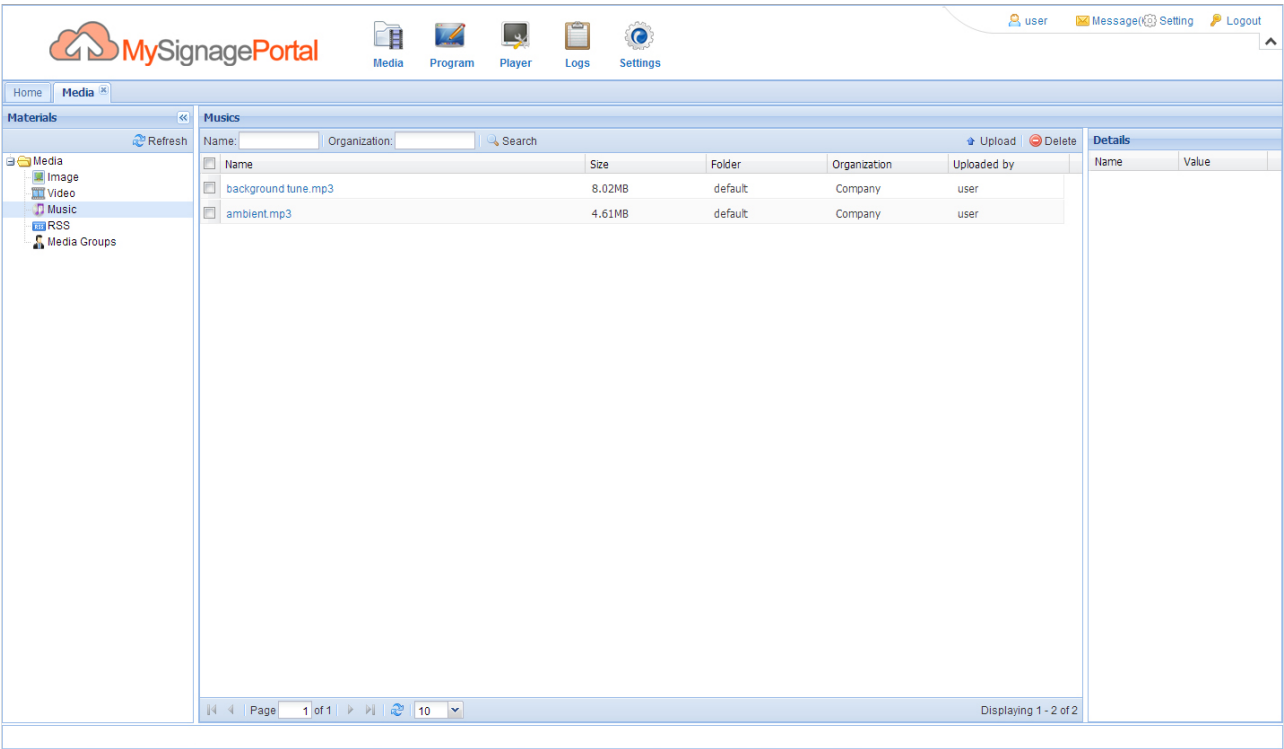 MySignagePortal
Media Program Player Logs Settings
user Message( Setting Logout
Home Media
Materials
Refresh
Media
Image
Video
Music
RSS
Media Groups
Musics
Name: Organization: Search Upload Delete
Name Size Folder Organization Uploaded by
background tune.mp3 8.02MB default Company user
ambient.mp3 4.61MB default Company user
Page 1 of 1 10 Displaying 1 - 2 of 2
Details
Name Value